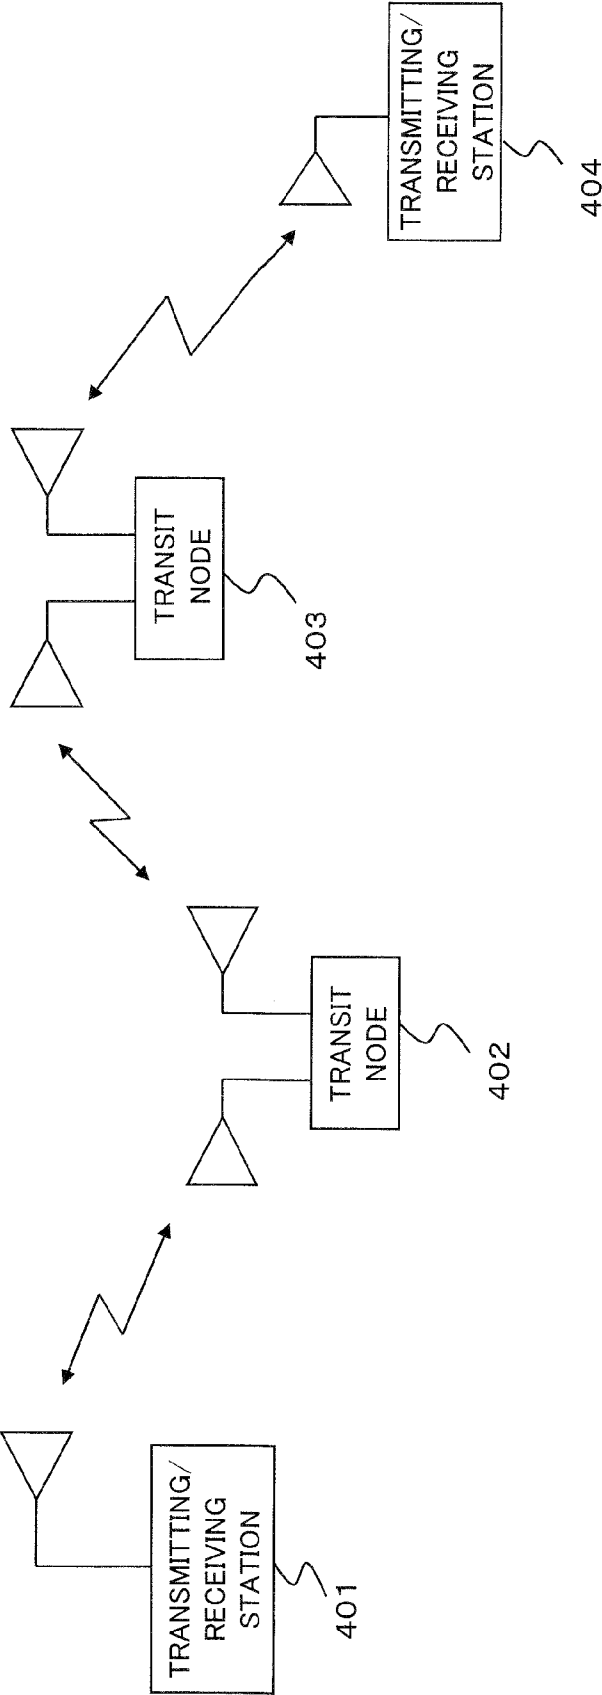 TRANSMITTING/
RECEIVING
STATION
401
TRANSIT
NODE
402
TRANSIT
NODE
403
TRANSMITTING/
RECEIVING
STATION
404